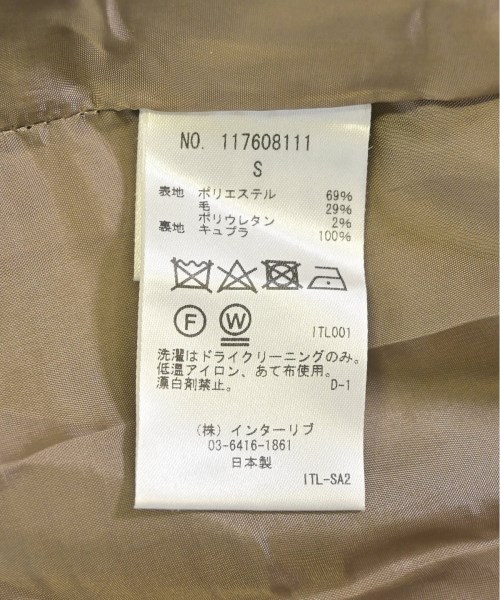 NO. 117608111
S
表地 ポリエステル 69%
毛 29%
ポリウレタン 2%
裏地 キュプラ 100%
F W
ITL001
洗濯はドライクリーニングのみ。
低温アイロン、あて布使用。
漂白剤禁止。 D-1
(株) インターリブ
03-6416-1861
日本製
ITL-SA2